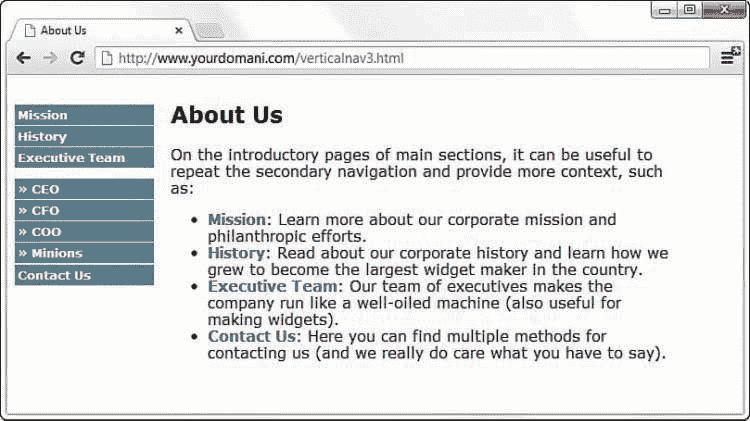 About Us
http://www.yourdomani.com/verticalnav3.html
Mission
History
Executive Team
» CEO
» CFO
» COO
» Minions
Contact Us
About Us
On the introductory pages of main sections, it can be useful to
repeat the secondary navigation and provide more context, such
as:
• Mission: Learn more about our corporate mission and
philanthropic efforts.
• History: Read about our corporate history and learn how we
grew to become the largest widget maker in the country.
• Executive Team: Our team of executives makes the
company run like a well-oiled machine (also useful for
making widgets).
• Contact Us: Here you can find multiple methods for
contacting us (and we really do care what you have to say).